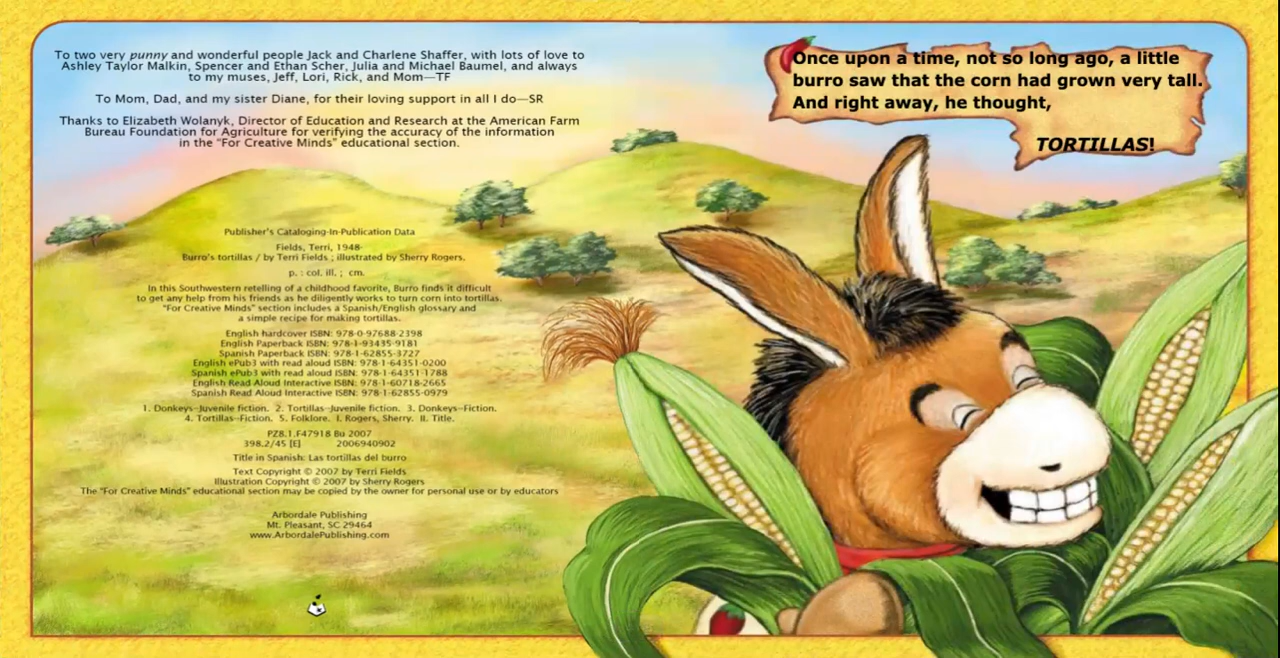 To two very punny and wonderful people Jack and Charlene Shaffer, with lots of love to
Ashley Taylor Malkin, Spencer and Ethan Scher, Julia and Michael Baumel, and always
to my muses, Jeff, Lori, Rick, and Mom—TF
To Mom, Dad, and my sister Diane, for their loving support in all I do—SR
Thanks to Elizabeth Wolanyk, Director of Education and Research at the American Farm
Bureau Foundation for Agriculture for verifying the accuracy of the information
in the "For Creative Minds" educational section.
Publisher's Cataloging-In-Publication Data
Fields, Terri, 1948-
Burro's tortillas / by Terri Fields ; illustrated by Sherry Rogers.
p. : col. ill. ; cm.
In this Southwestern retelling of a childhood favorite, Burro finds it difficult
to get any help from his friends as he diligently works to turn corn into tortillas.
"For Creative Minds" section includes a Spanish/English glossary and
a simple recipe for making tortillas.
English hardcover ISBN: 978-0-97688-2398
English Paperback ISBN: 978-1-93435-9181
Spanish Paperback ISBN: 978-1-62855-3727
English ePub3 with read aloud ISBN: 978-1-64351-0200
Spanish ePub3 with read aloud ISBN: 978-1-64351-1788
English Read Aloud Interactive ISBN: 978-1-60718-2665
Spanish Read Aloud Interactive ISBN: 978-1-62855-0979
1. Donkeys--Juvenile fiction. 2. Tortillas--Juvenile fiction. 3. Donkeys--Fiction.
4. Tortillas--Fiction. 5. Folklore. I. Rogers, Sherry. II. Title.
PZ8.1.F47918 Bu 2007
398.2/45 [E] 2006940902
Title in Spanish: Las tortillas del burro
Text Copyright © 2007 by Terri Fields
Illustration Copyright © 2007 by Sherry Rogers
The "For Creative Minds" educational section may be copied by the owner for personal use or by educators
Arbordale Publishing
Mt. Pleasant, SC 29464
www.ArbordalePublishing.com
Once upon a time, not so long ago, a little
burro saw that the corn had grown very tall.
And right away, he thought,
TORTILLAS!